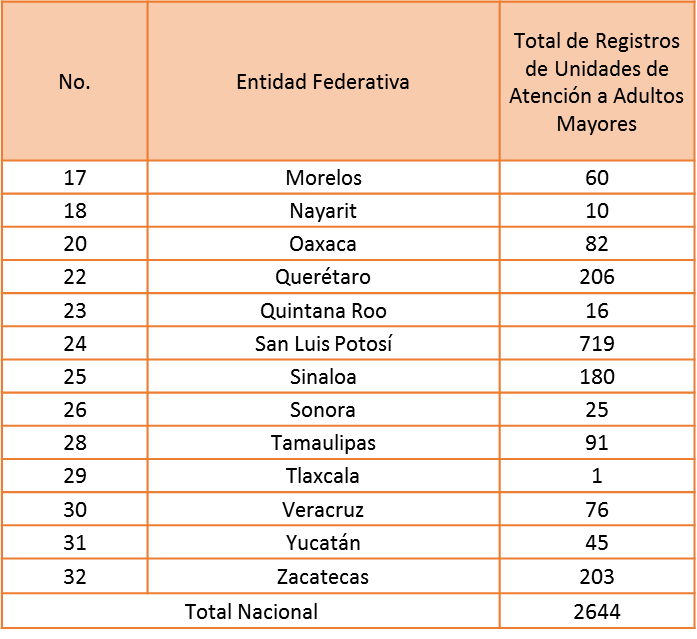 No.
Entidad Federativa
Total de Registros
de Unidades de
Atención a Adultos
Mayores
17 Morelos 60
18 Nayarit 10
20 Oaxaca 82
22 Querétaro 206
23 Quintana Roo 16
24 San Luis Potosí 719
25 Sinaloa 180
26 Sonora 25
28 Tamaulipas 91
29 Tlaxcala 1
30 Veracruz 76
31 Yucatán 45
32 Zacatecas 203
Total Nacional 2644